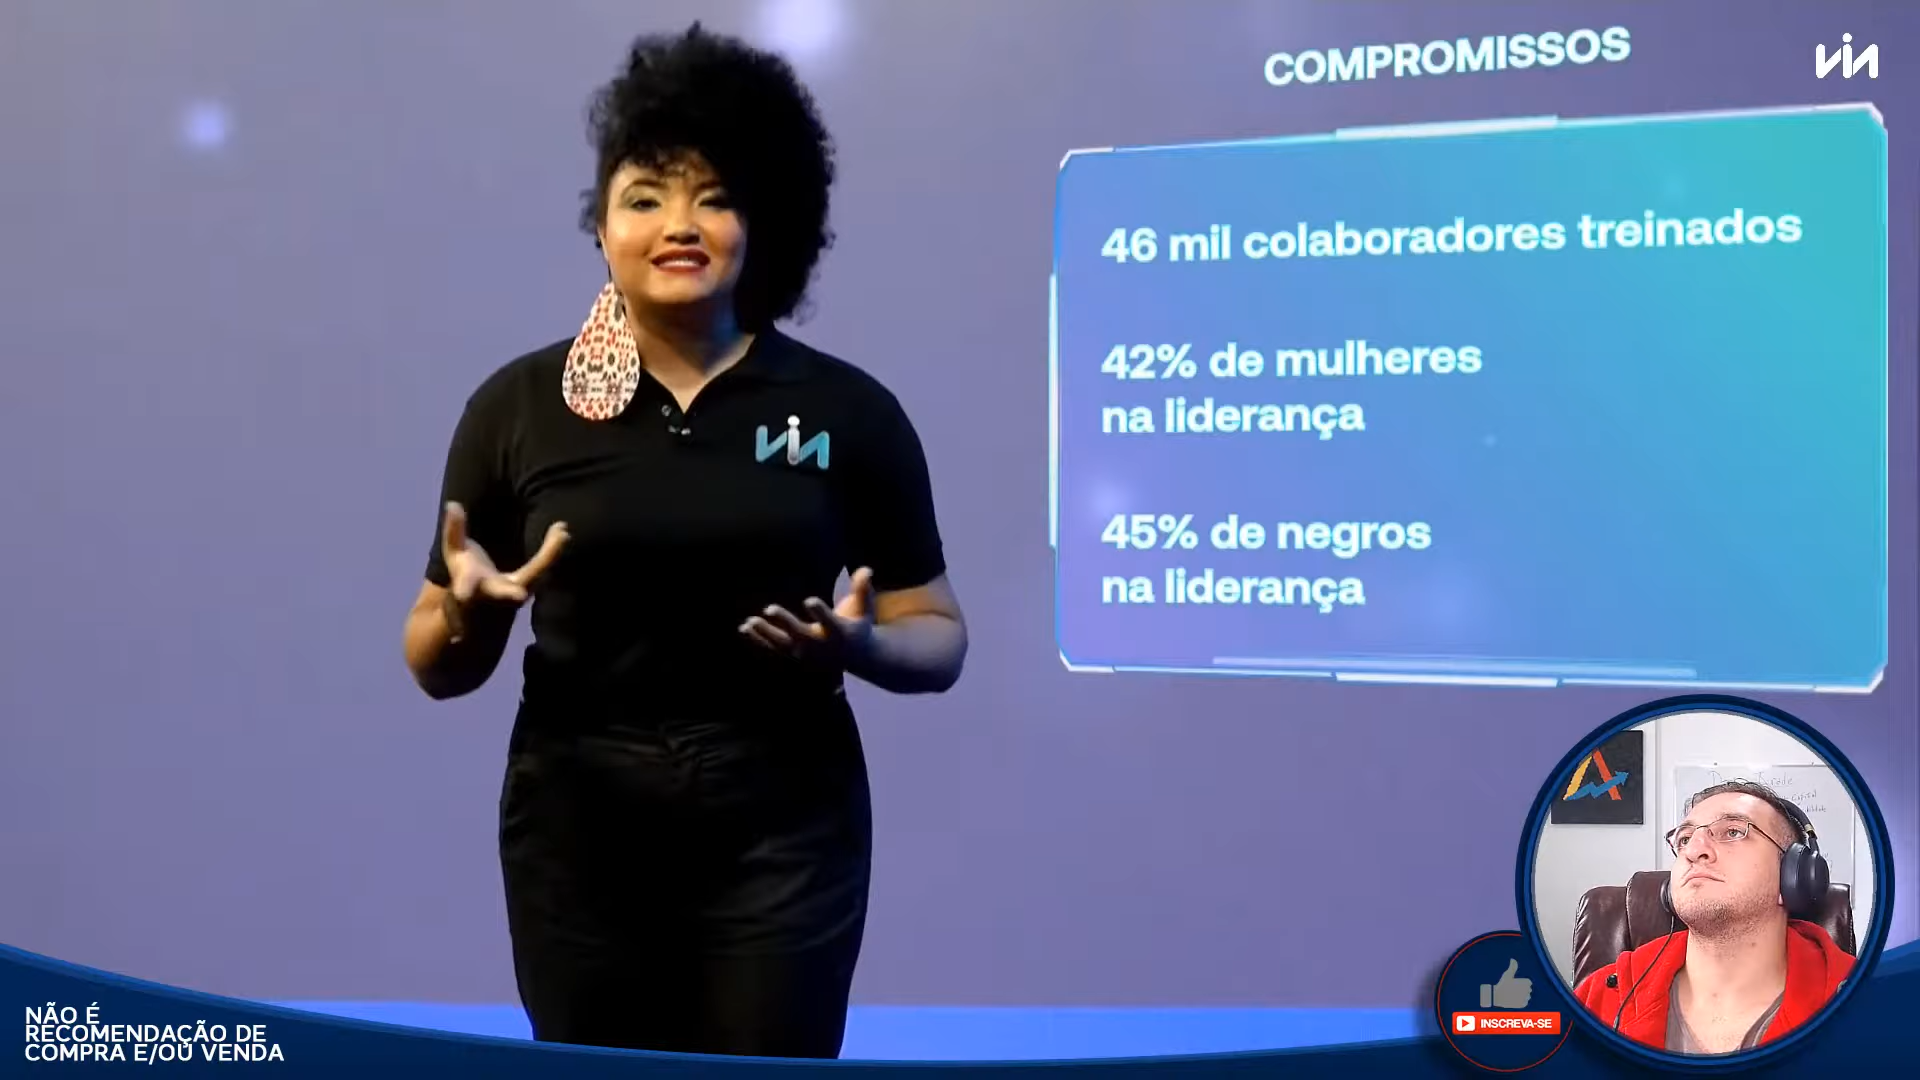 COMPROMISSOS
via
46 mil colaboradores treinados
42% de mulheres
na liderança
45% de negros
na liderança
via
INSCREVA-SE
NÃO É
RECOMENDAÇÃO DE
COMPRA E/OU VENDA